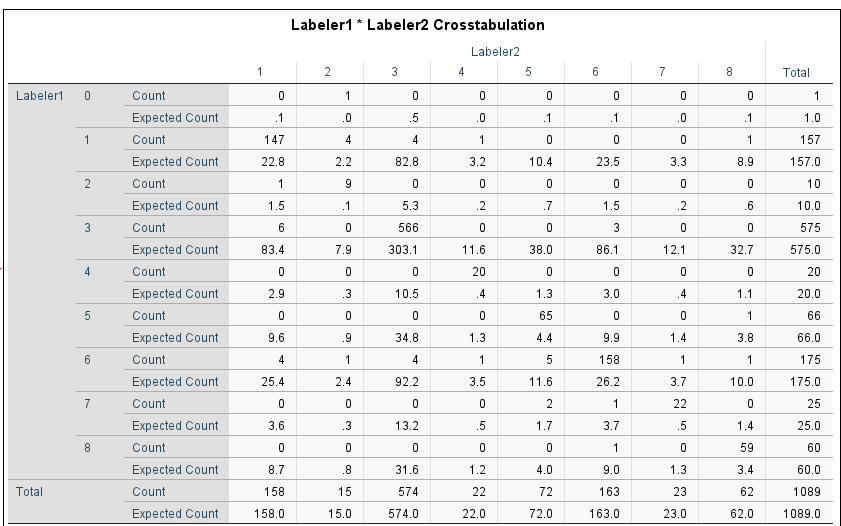 Labeler1 * Labeler2 Crosstabulation
Labeler2
1 2 3 4 5 6 7 8 Total
Labeler1 0 Count 0 1 0 0 0 0 0 0 1
Expected Count .1 .0 .5 .0 .1 .1 .0 .1 1.0
1 Count 147 4 4 1 0 0 0 1 157
Expected Count 22.8 2.2 82.8 3.2 10.4 23.5 3.3 8.9 157.0
2 Count 1 9 0 0 0 0 0 0 10
Expected Count 1.5 .1 5.3 .2 .7 1.5 .2 .6 10.0
3 Count 6 0 566 0 0 3 0 0 575
Expected Count 83.4 7.9 303.1 11.6 38.0 86.1 12.1 32.7 575.0
4 Count 0 0 0 20 0 0 0 0 20
Expected Count 2.9 .3 10.5 .4 1.3 3.0 .4 1.1 20.0
5 Count 0 0 0 0 65 0 0 1 66
Expected Count 9.6 .9 34.8 1.3 4.4 9.9 1.4 3.8 66.0
6 Count 4 1 4 1 5 158 1 1 175
Expected Count 25.4 2.4 92.2 3.5 11.6 26.2 3.7 10.0 175.0
7 Count 0 0 0 0 2 1 22 0 25
Expected Count 3.6 .3 13.2 .5 1.7 3.7 .5 1.4 25.0
8 Count 0 0 0 0 0 1 0 59 60
Expected Count 8.7 .8 31.6 1.2 4.0 9.0 1.3 3.4 60.0
Total Count 158 15 574 22 72 163 23 62 1089
Expected Count 158.0 15.0 574.0 22.0 72.0 163.0 23.0 62.0 1089.0